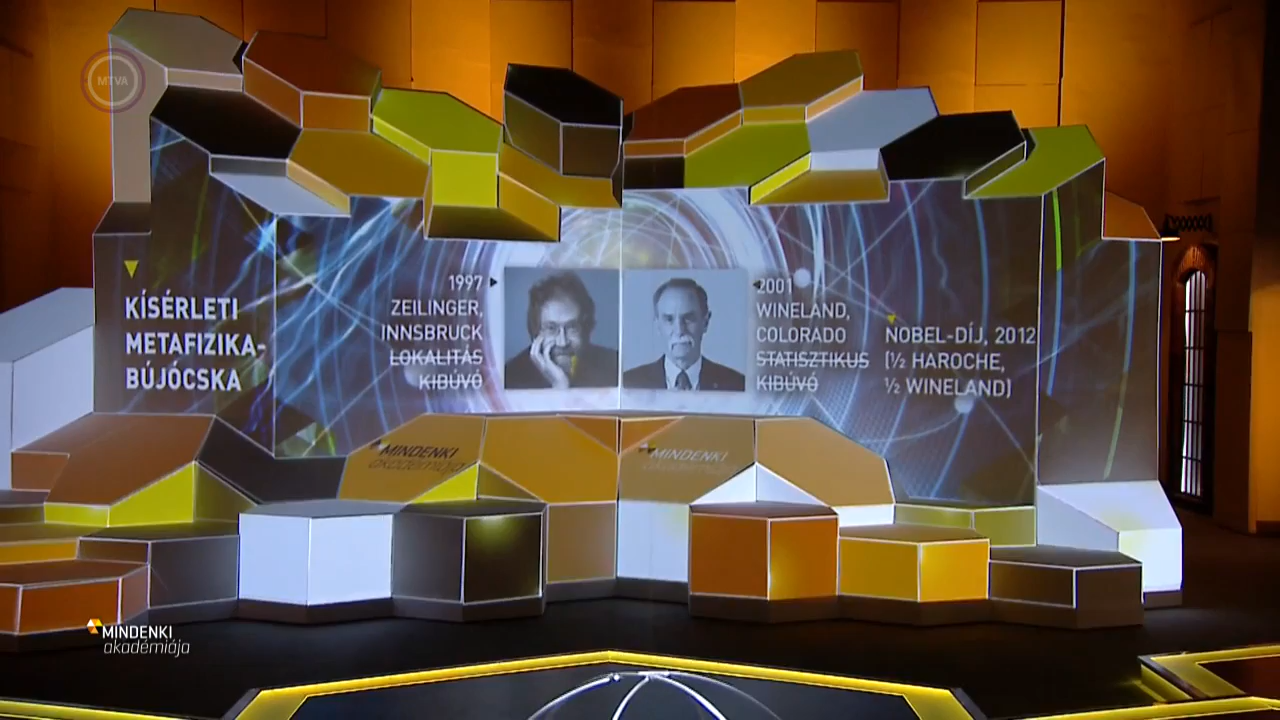 MTVA
KÍSÉRLETI
METAFIZIKA-
BÚJÓCSKA
1997
ZEILINGER,
INNSBRUCK
LOKALITÁS
KIBÚVÓ
2001
WINELAND,
COLORADO
STATISZTIKUS
KIBÚVÓ
NOBEL-DÍJ, 2012
(½ HAROCHE,
½ WINELAND)
MINDENKI
akadémiája
MINDENKI
akadémiája
MINDENKI
akadémiája